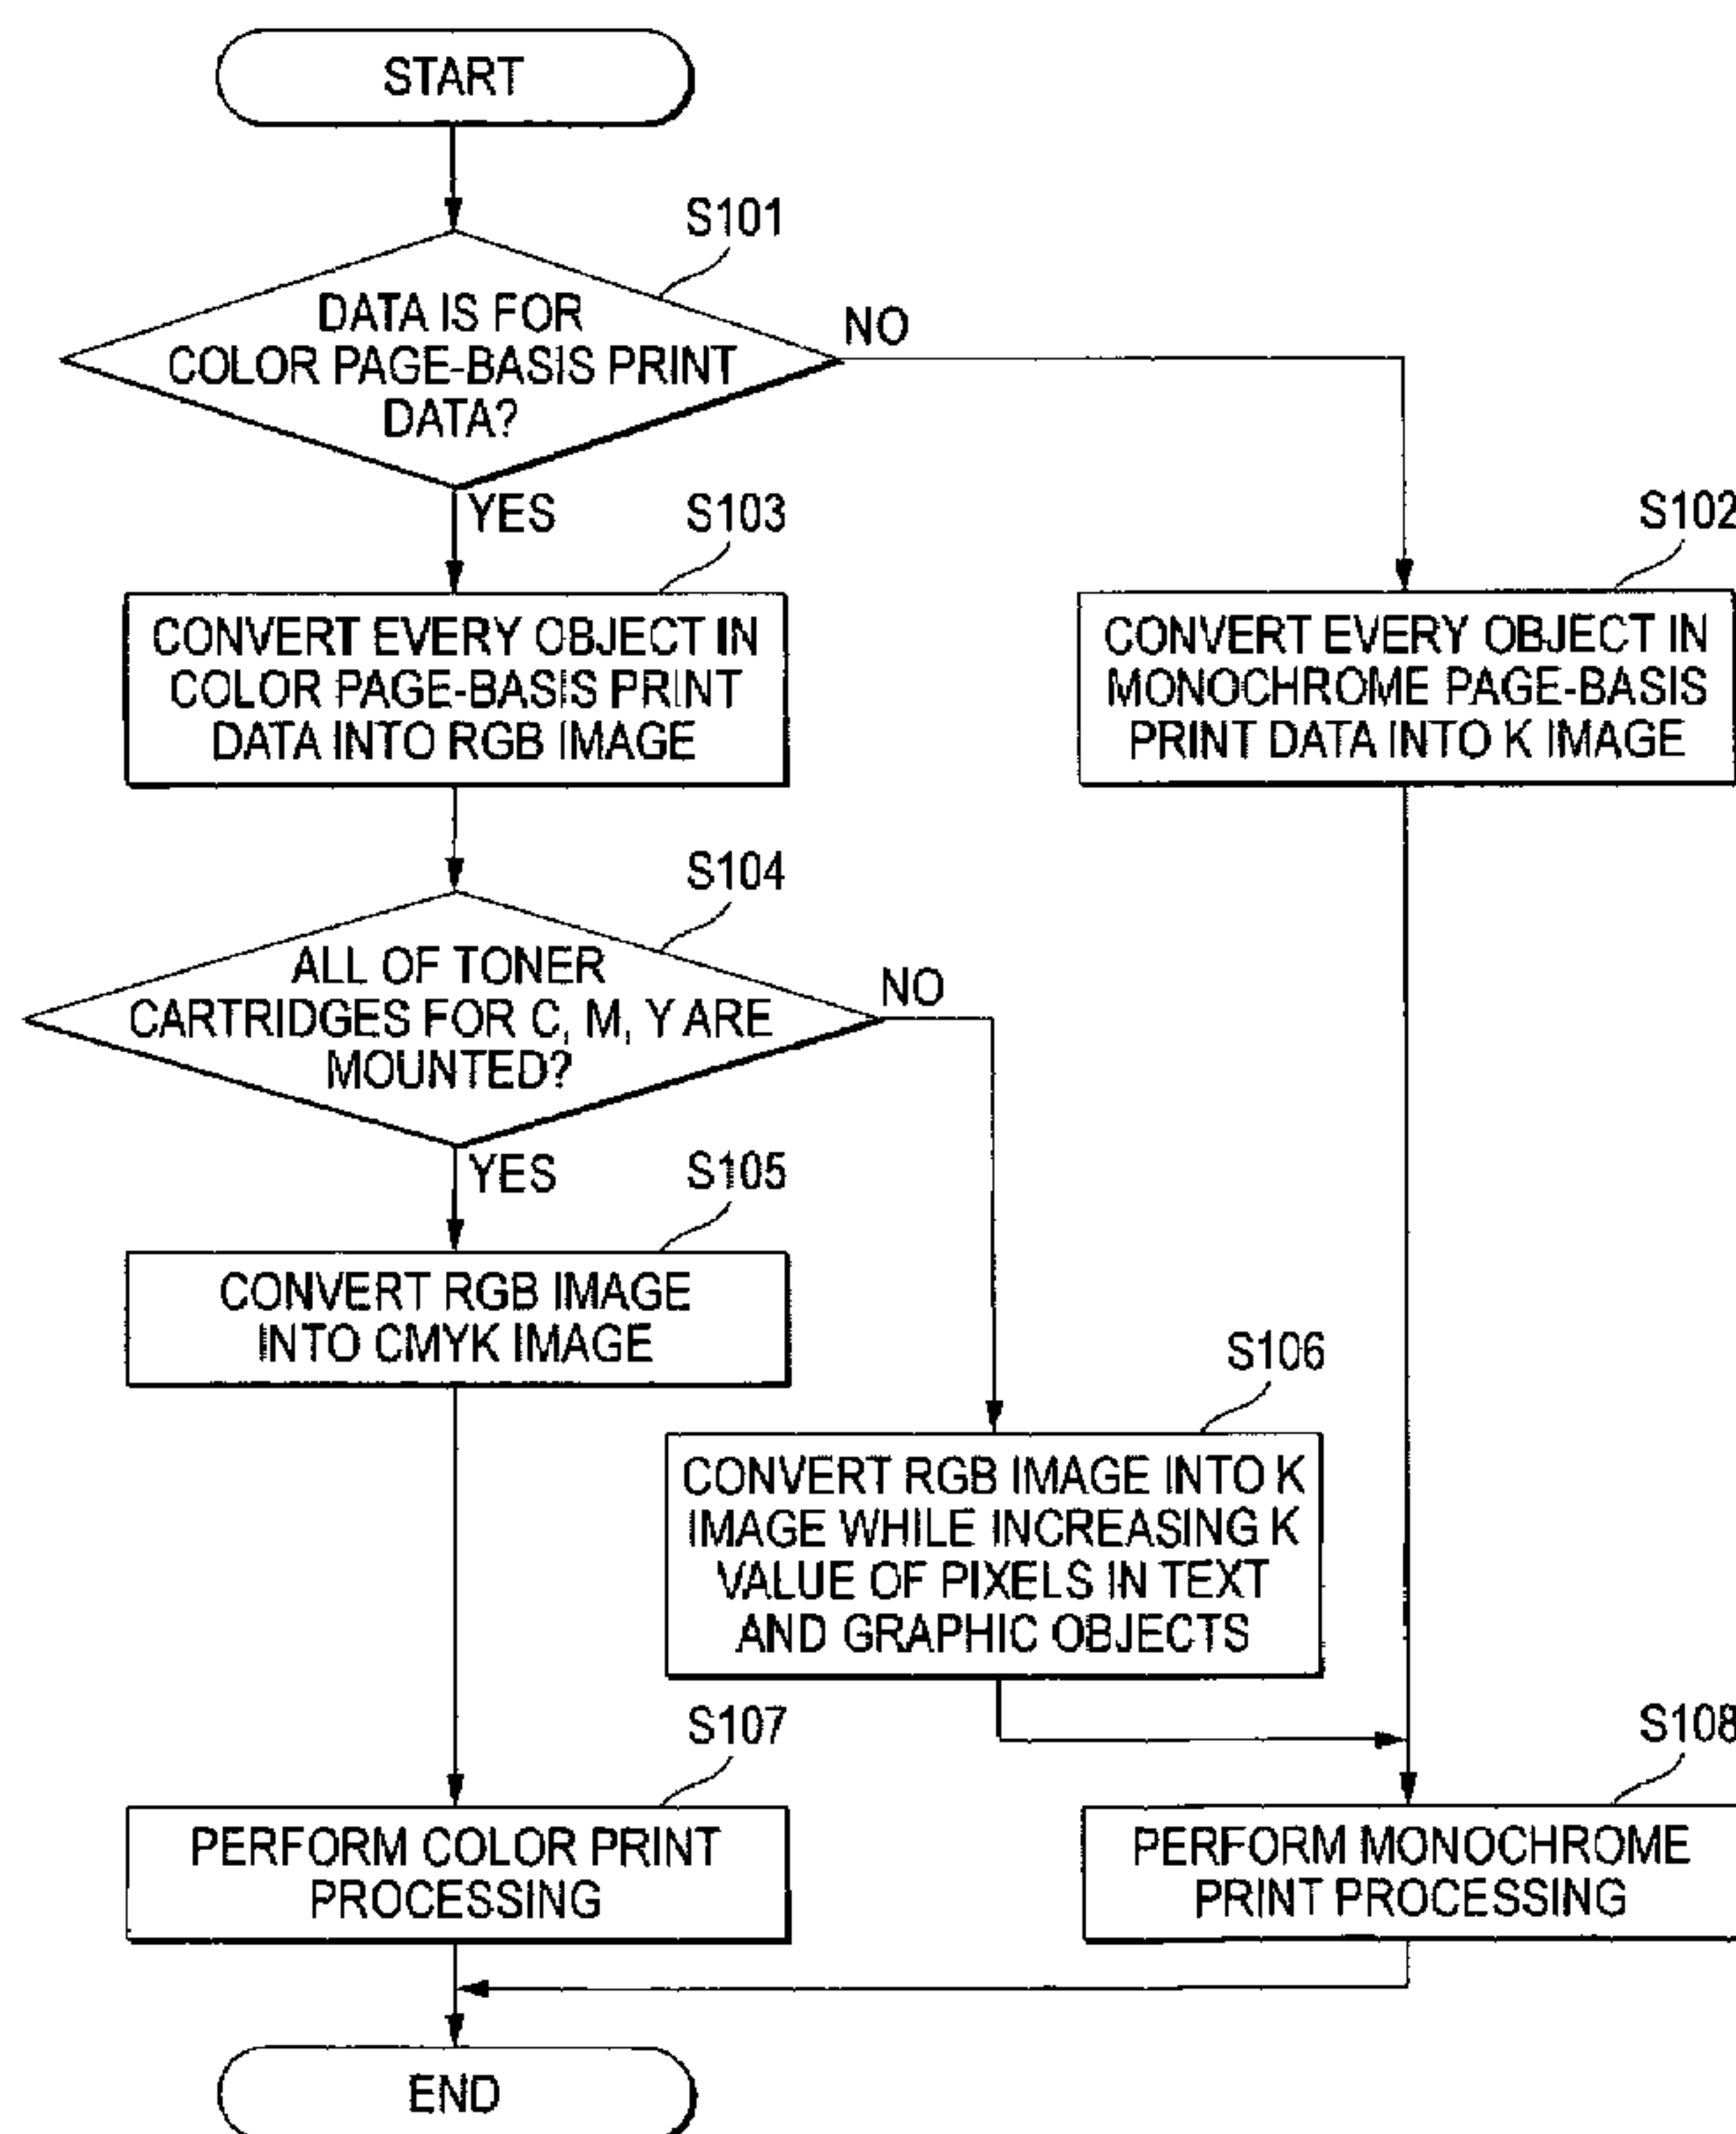 START
S101
DATA IS FOR
COLOR PAGE-BASIS PRINT
DATA?
NO
YES
S103
S102
CONVERT EVERY OBJECT IN
COLOR PAGE-BASIS PRINT
DATA INTO RGB IMAGE
CONVERT EVERY OBJECT IN
MONOCHROME PAGE-BASIS
PRINT DATA INTO K IMAGE
S104
ALL OF TONER
CARTRIDGES FOR C, M, Y ARE
MOUNTED?
NO
YES
S105
CONVERT RGB IMAGE
INTO CMYK IMAGE
S106
CONVERT RGB IMAGE INTO K
IMAGE WHILE INCREASING K
VALUE OF PIXELS IN TEXT
AND GRAPHIC OBJECTS
S107
S108
PERFORM COLOR PRINT
PROCESSING
PERFORM MONOCHROME
PRINT PROCESSING
END